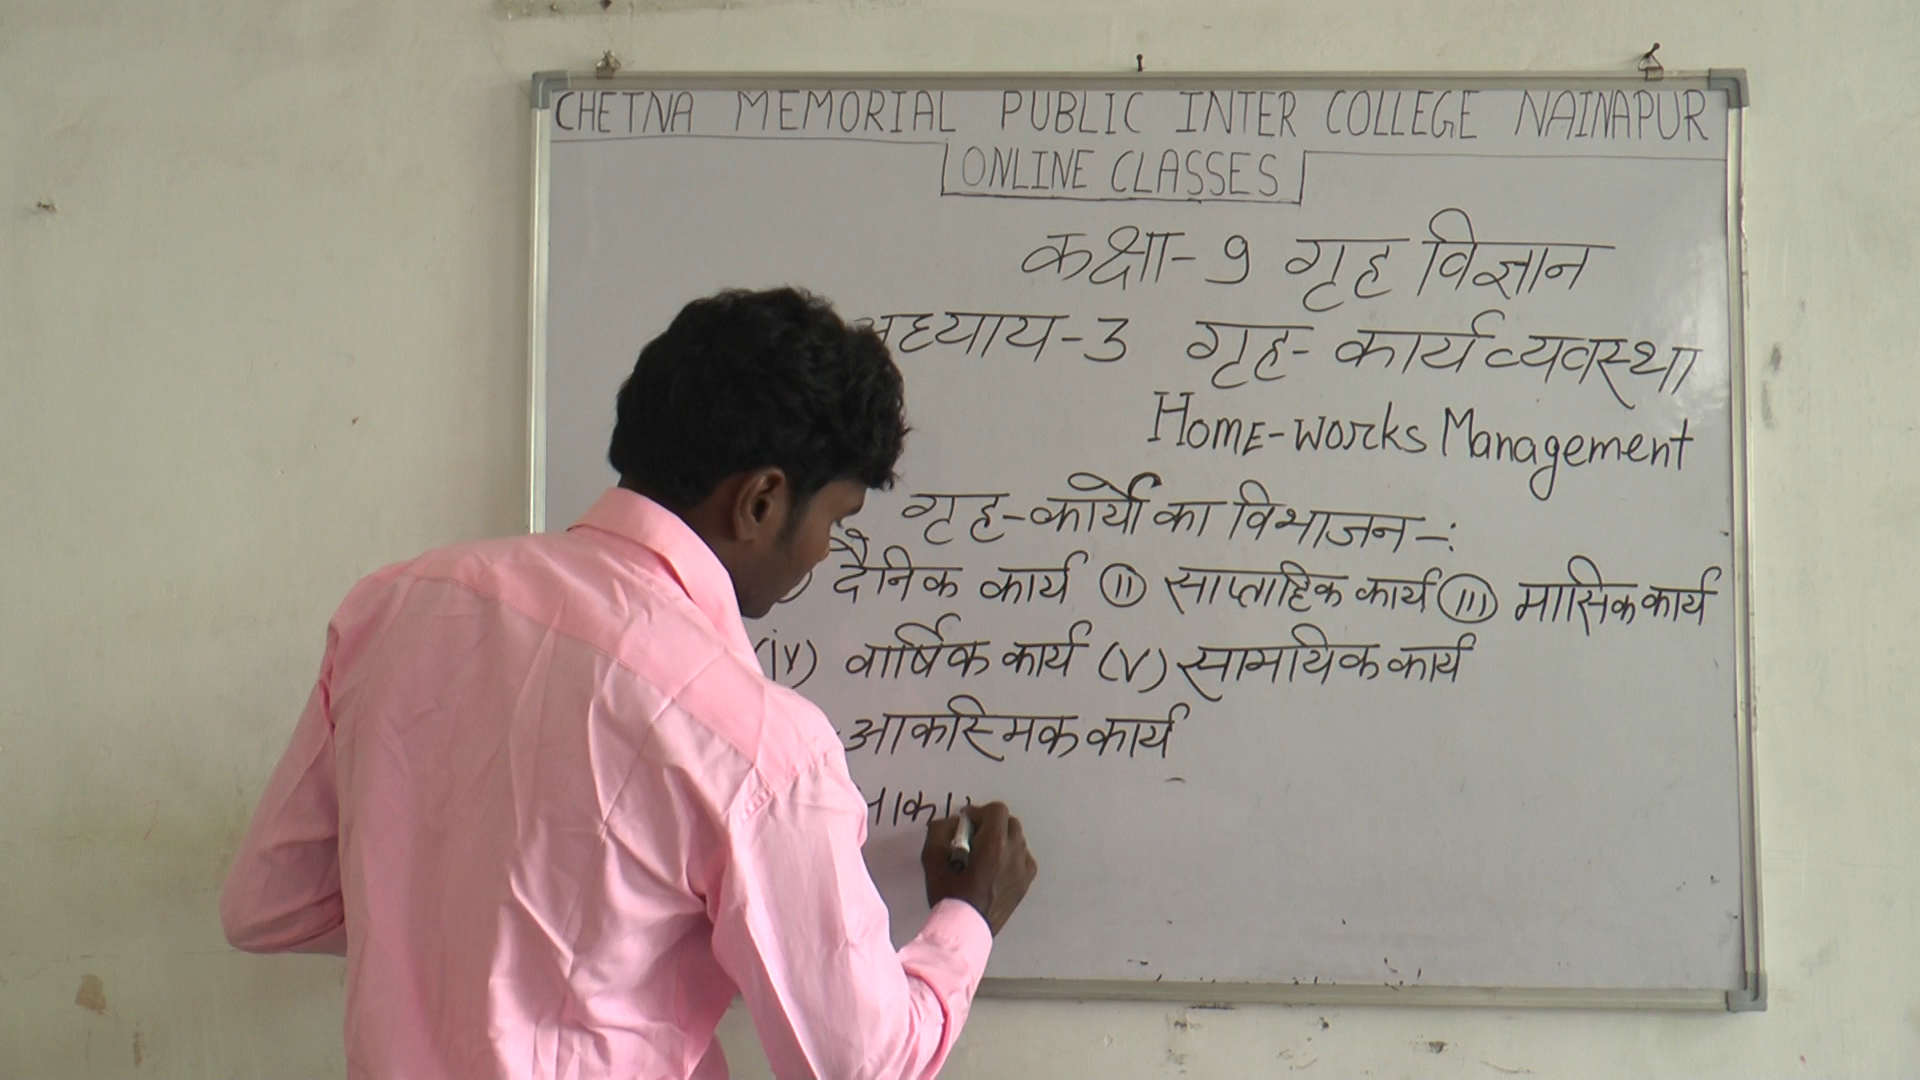 CHETNA MEMORIAL PUBLIC INTER COLLEGE NAINAPUR
ONLINE CLASSES
कक्षा-9 गृह विज्ञान
अध्याय-3 गृह-कार्य व्यवस्था
HOME-WORKS Management
गृह-कार्यों का विभाजन-:
दैनिक कार्य (ii) साप्ताहिक कार्य (iii) मासिक कार्य
(iv) वार्षिक कार्य (v) सामयिक कार्य
आकस्मिक कार्य